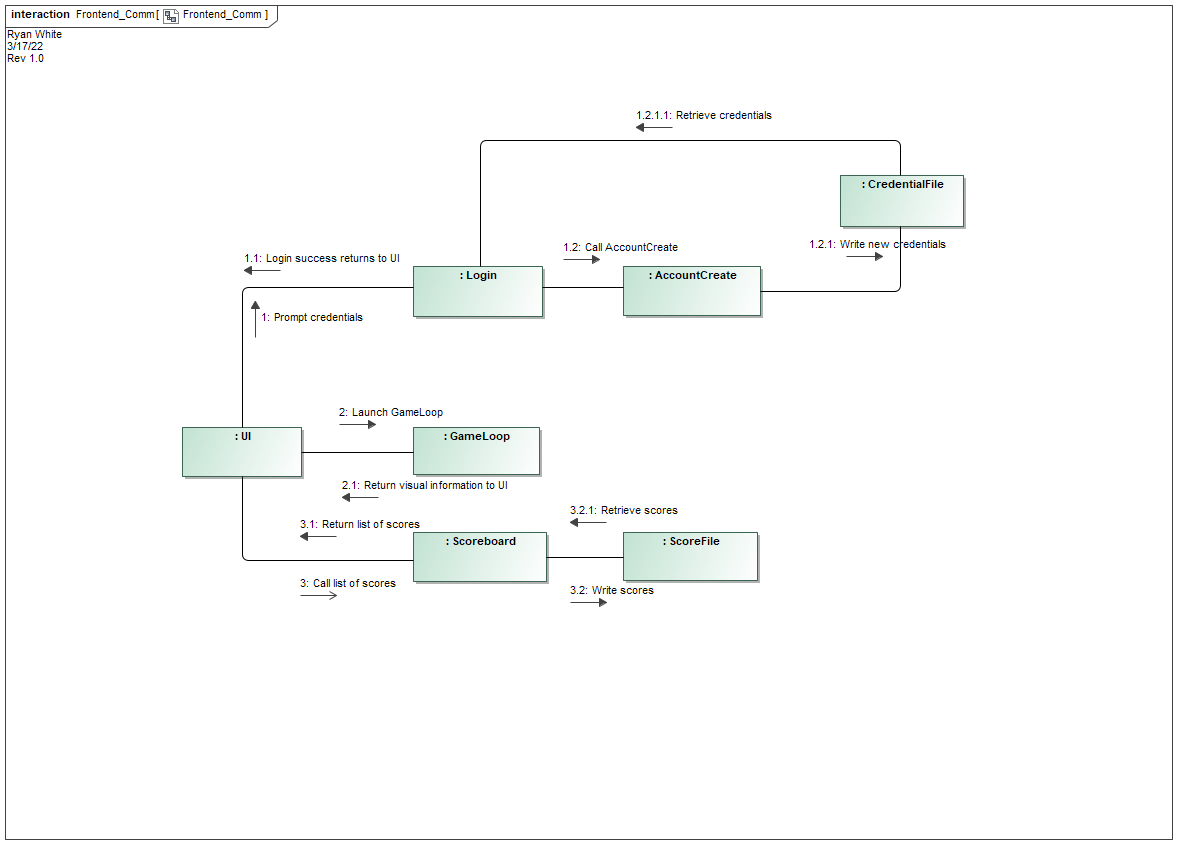 interaction Frontend_Comm[ Frontend_Comm ]
Ryan White
3/17/22
Rev 1.0
1.2.1.1: Retrieve credentials
: CredentialFile
1.2: Call AccountCreate
1.2.1: Write new credentials
1.1: Login success returns to UI
: Login
: AccountCreate
1: Prompt credentials
2: Launch GameLoop
: UI
: GameLoop
2.1: Return visual information to UI
3.2.1: Retrieve scores
3.1: Return list of scores
: Scoreboard
: ScoreFile
3: Call list of scores
3.2: Write scores